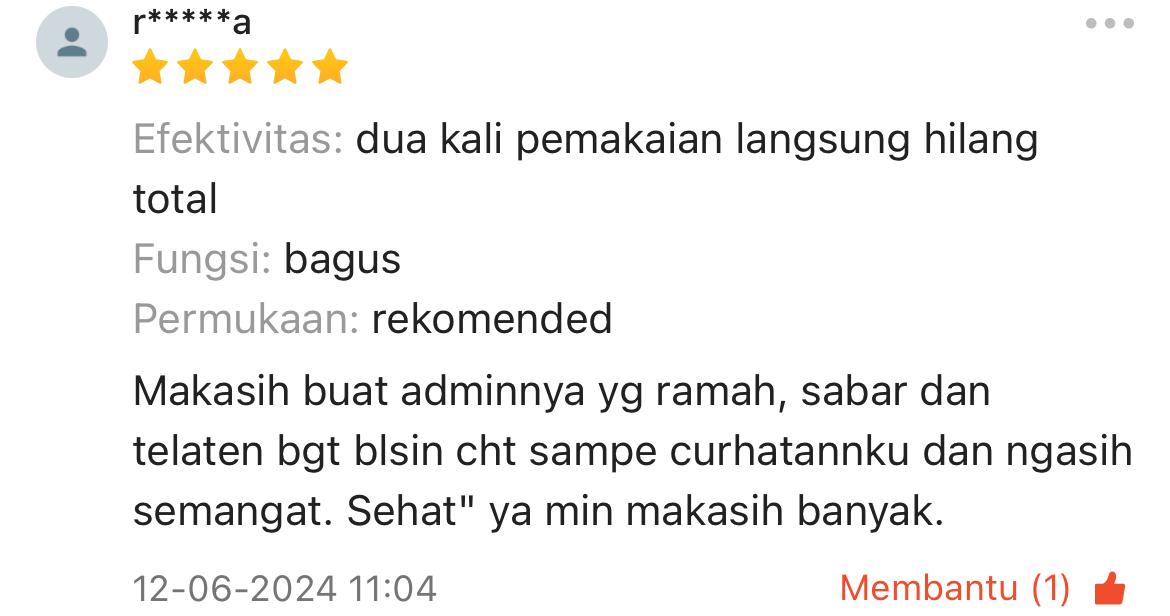 r*****a
Efektivitas: dua kali pemakaian langsung hilang
total
Fungsi: bagus
Permukaan: rekomended
Makasih buat adminnya yg ramah, sabar dan
telaten bgt blsin cht sampe curhatannku dan ngasih
semangat. Sehat" ya min makasih banyak.
12-06-2024 11:04
Membantu (1)